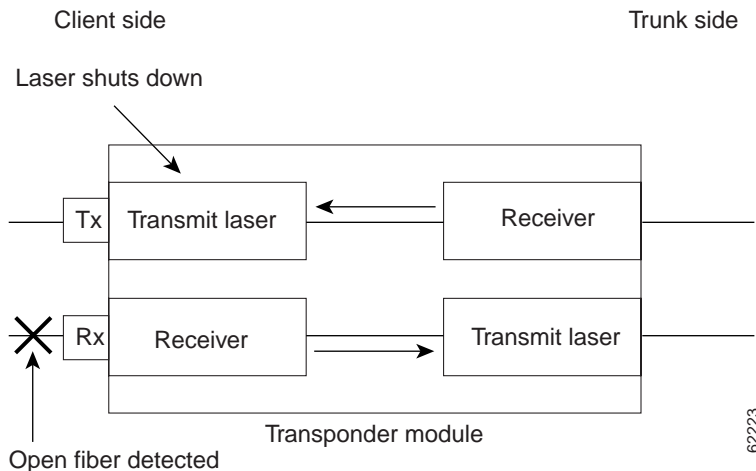 Client side
Trunk side
Laser shuts down
Tx
Transmit laser
Receiver
Rx
Receiver
Transmit laser
Transponder module
Open fiber detected
62223